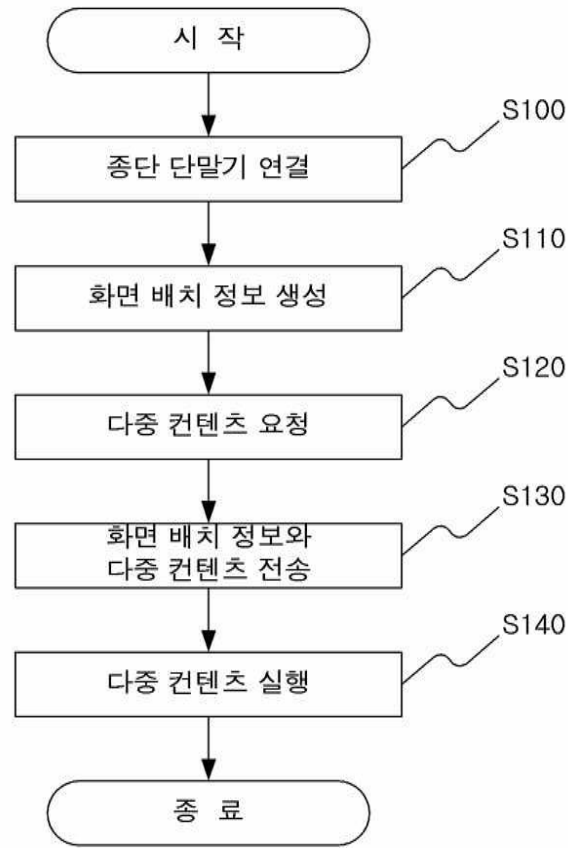 시 작
S100
종단 단말기 연결
S110
화면 배치 정보 생성
S120
다중 컨텐츠 요청
S130
화면 배치 정보와
다중 컨텐츠 전송
S140
다중 컨텐츠 실행
종 료